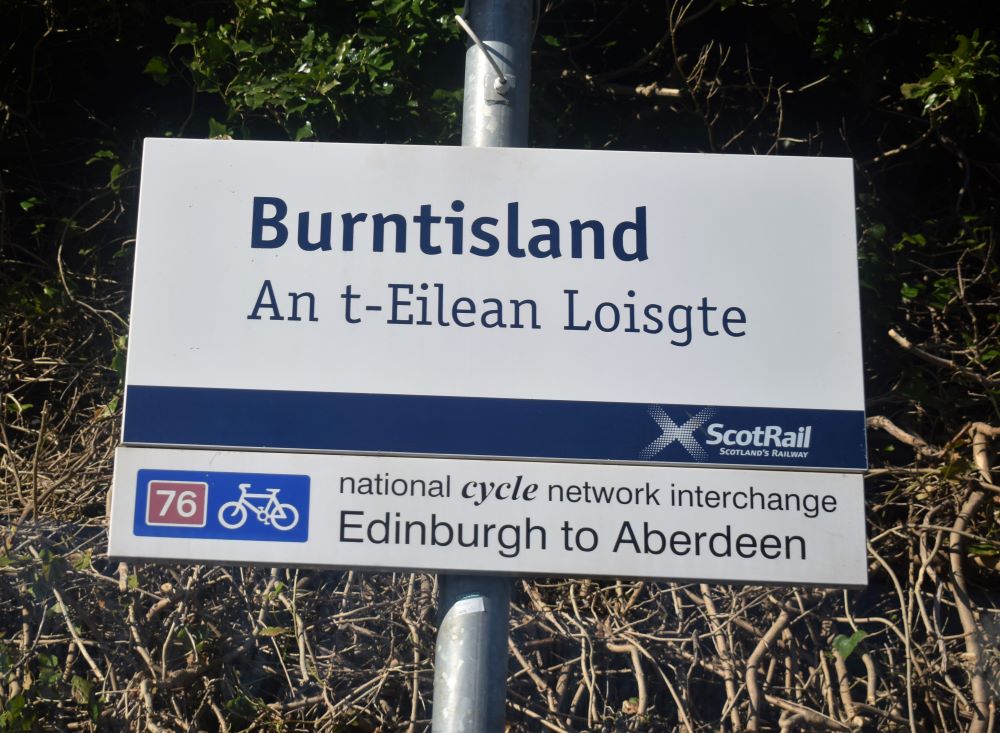 Burntisland
An t-Eilean Loisgte
ScotRail
SCOTLAND'S RAILWAY
76
national cycle network interchange
Edinburgh to Aberdeen